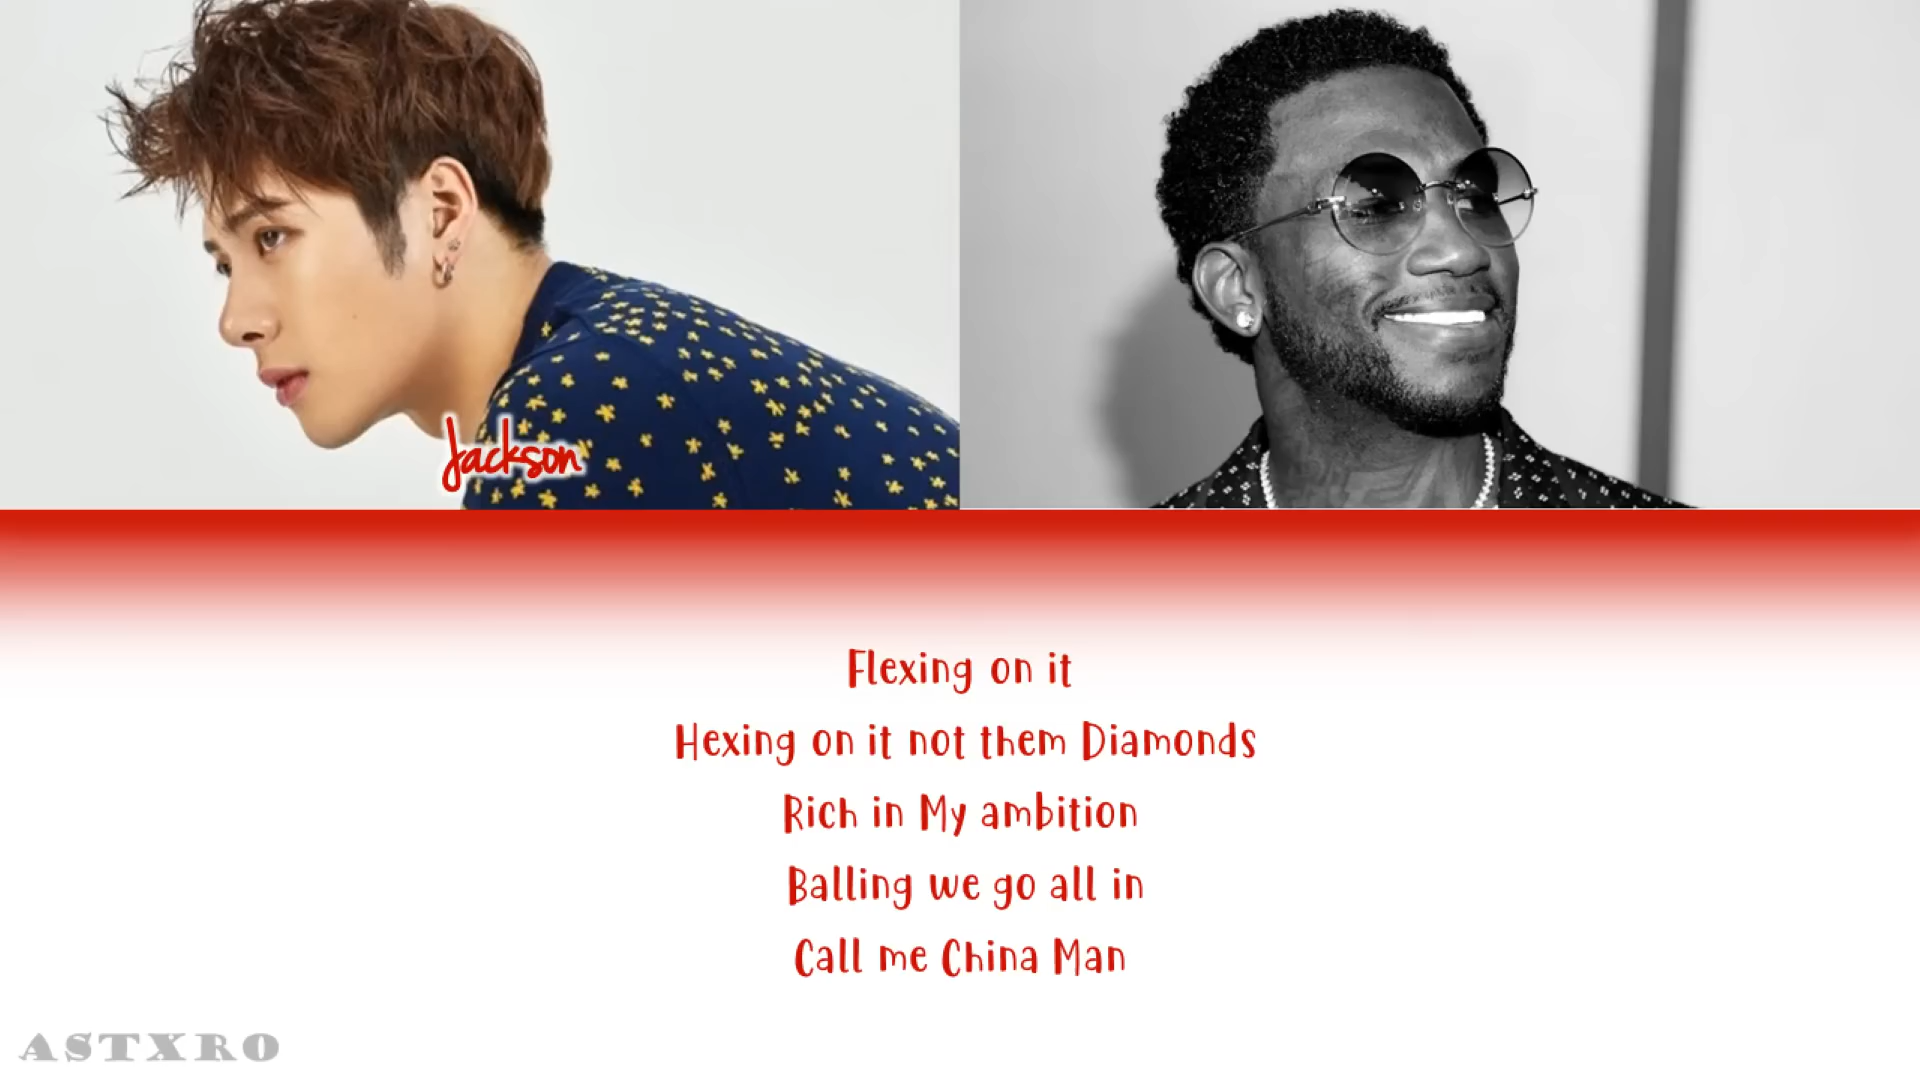 Jackson
Flexing on it
Hexing on it not them Diamonds
Rich in My ambition
Balling we go all in
Call me China Man
ASTXRO